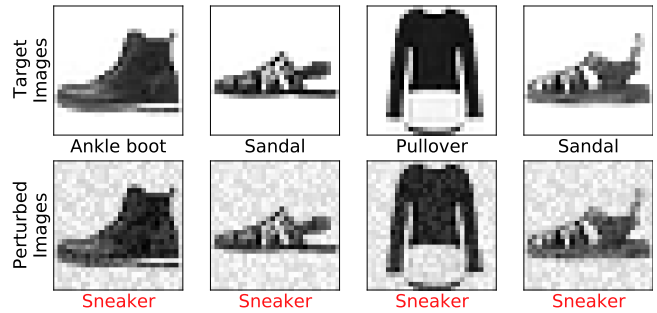 Target
Images
Ankle boot
Sandal
Pullover
Sandal
Perturbed
Images
Sneaker
Sneaker
Sneaker
Sneaker